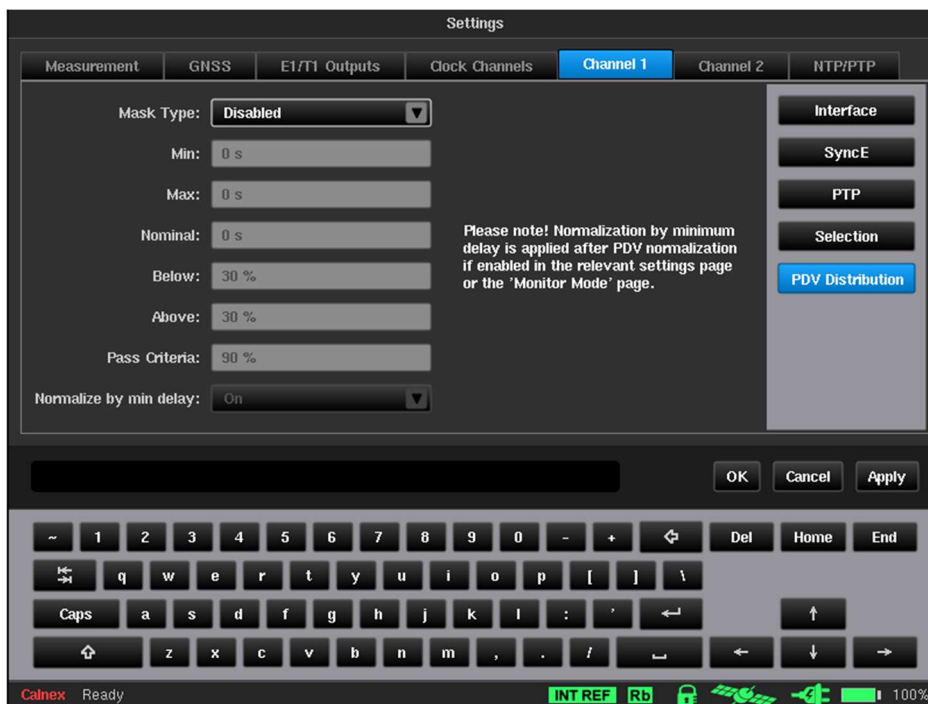 Settings
Measurement GNSS E1/T1 Outputs Clock Channels Channel 1 Channel 2 NTP/PTP
Mask Type: Disabled
Min: 0 s
Max: 0 s
Nominal: 0 s
Below: 30 %
Above: 30 %
Pass Criteria: 90 %
Normalize by min delay: On
Please note! Normalization by minimum
delay is applied after PDV normalization
if enabled in the relevant settings page
or the 'Monitor Mode' page.
Interface
SyncE
PTP
Selection
PDV Distribution
OK Cancel Apply
~ 1 2 3 4 5 6 7 8 9 0 - + Del Home End
q w e r t y u i o p [ ] \
Caps a s d f g h j k l : '
z x c v b n m , . /
Calnex Ready INT REF Rb 100%